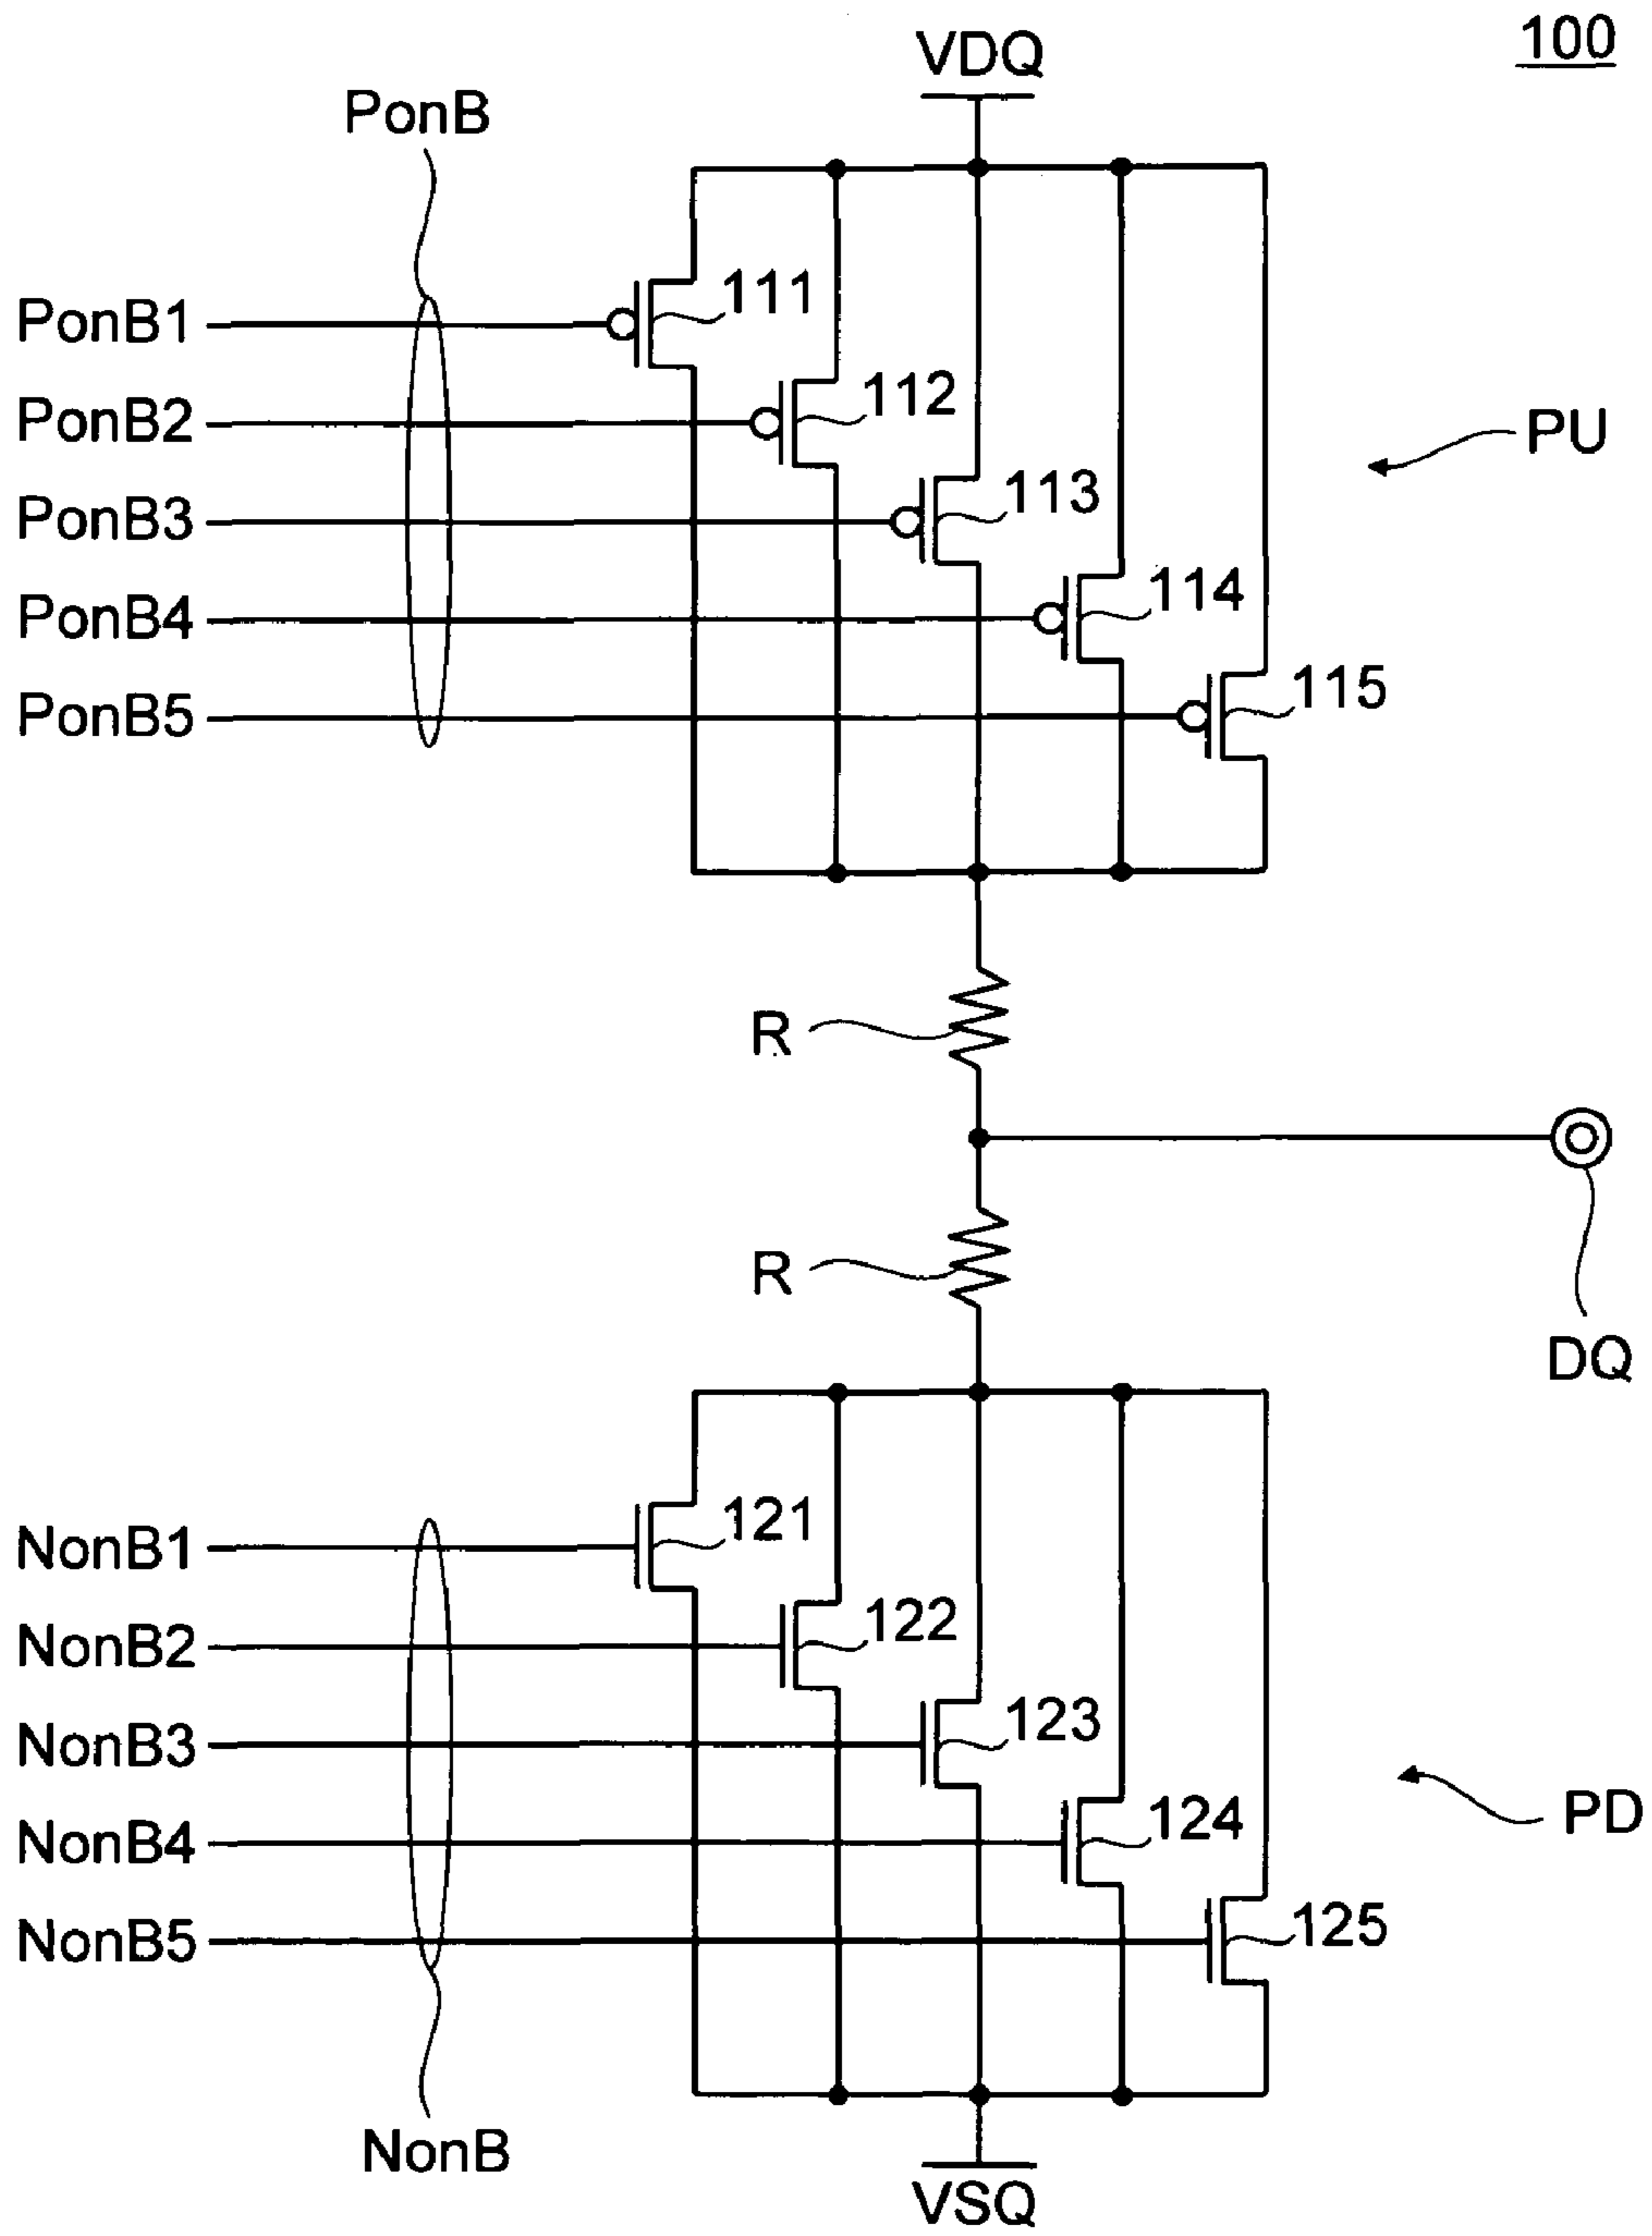 100
VDQ
PonB
PonB1
111
PonB2
112
PU
PonB3
113
PonB4
114
PonB5
115
R
R
DQ
NonB1
121
NonB2
122
NonB3
123
NonB4
124
PD
NonB5
125
NonB
VSQ